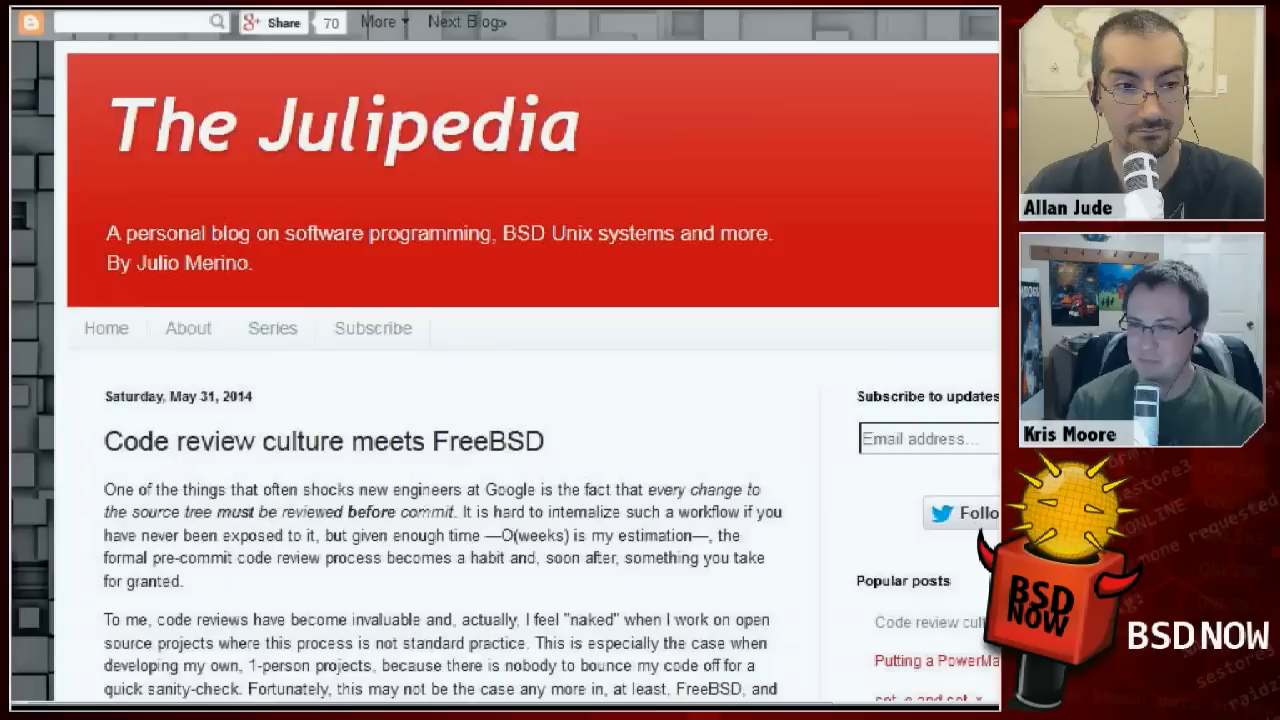 Share 70 More Next Blog»
The Julipedia
A personal blog on software programming, BSD Unix systems and more.
By Julio Merino.
Home About Series Subscribe
Saturday, May 31, 2014
Code review culture meets FreeBSD
One of the things that often shocks new engineers at Google is the fact that every change to
the source tree must be reviewed before commit. It is hard to internalize such a workflow if you
have never been exposed to it, but given enough time —O(weeks) is my estimation—, the
formal pre-commit code review process becomes a habit and, soon after, something you take
for granted.
To me, code reviews have become invaluable and, actually, I feel "naked" when I work on open
source projects where this process is not standard practice. This is especially the case when
developing my own, 1-person projects, because there is nobody to bounce my code off for a
quick sanity-check. Fortunately, this may not be the case any more in, at least, FreeBSD, and
Subscribe to updates
Email address...
Follo
Popular posts
Code review cult
Putting a PowerMa
set -e and set -x
Allan Jude
Kris Moore
BSD
NOW
BSD NOW